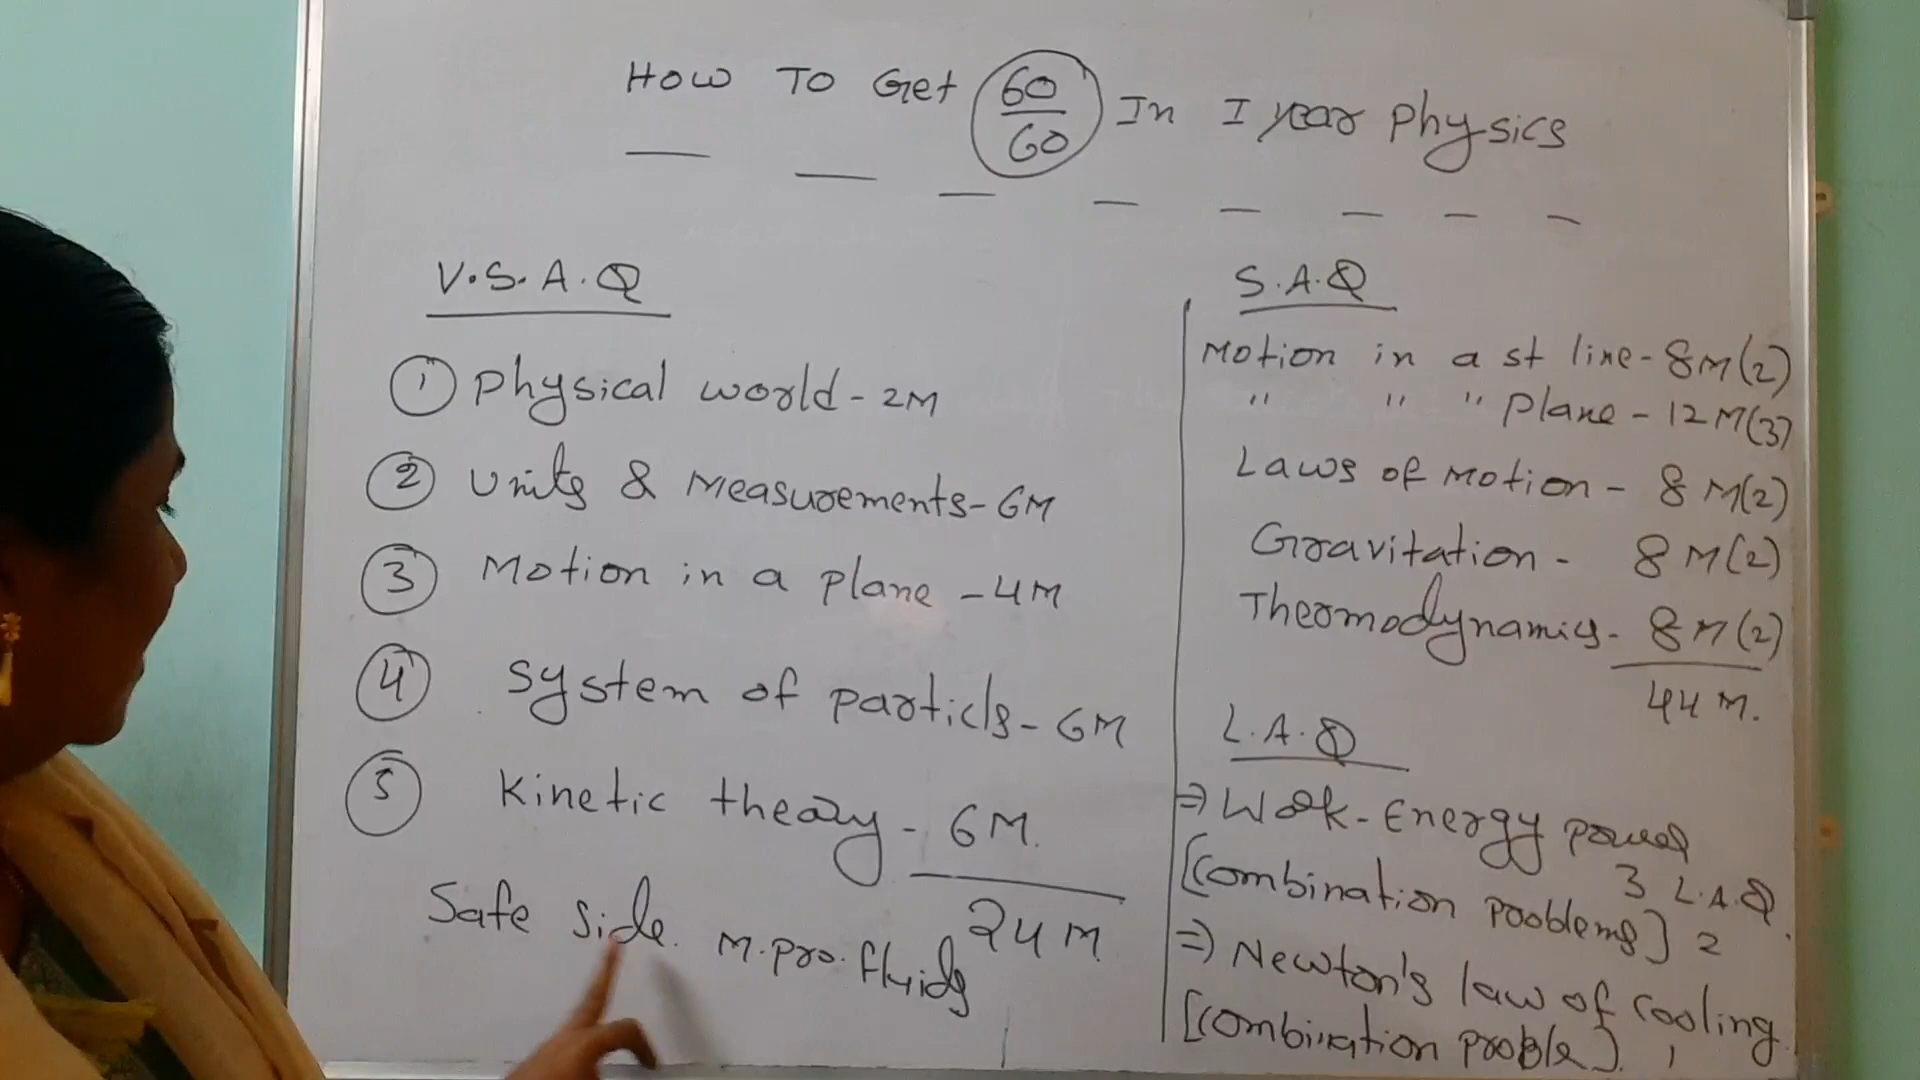 HOW TO Get 60/60 In I year Physics
V.S.A.Q
① Physical world - 2M
② Units & Measurements - 6M
③ Motion in a plane - 4M
④ System of particls - 6M
⑤ Kinetic theory - 6M.
24M
Safe side. M.pro.fluids
S.A.Q
Motion in a st line - 8M(2)
" " " plane - 12M(3)
Laws of motion - 8M(2)
Gravitation - 8M(2)
Thermodynamics - 8M(2)
44M.
L.A.Q
⇒ Work-Energy power
3 L.A.Q
[Combination problems] 2
⇒ Newton's law of cooling
[Combination proble]. 1